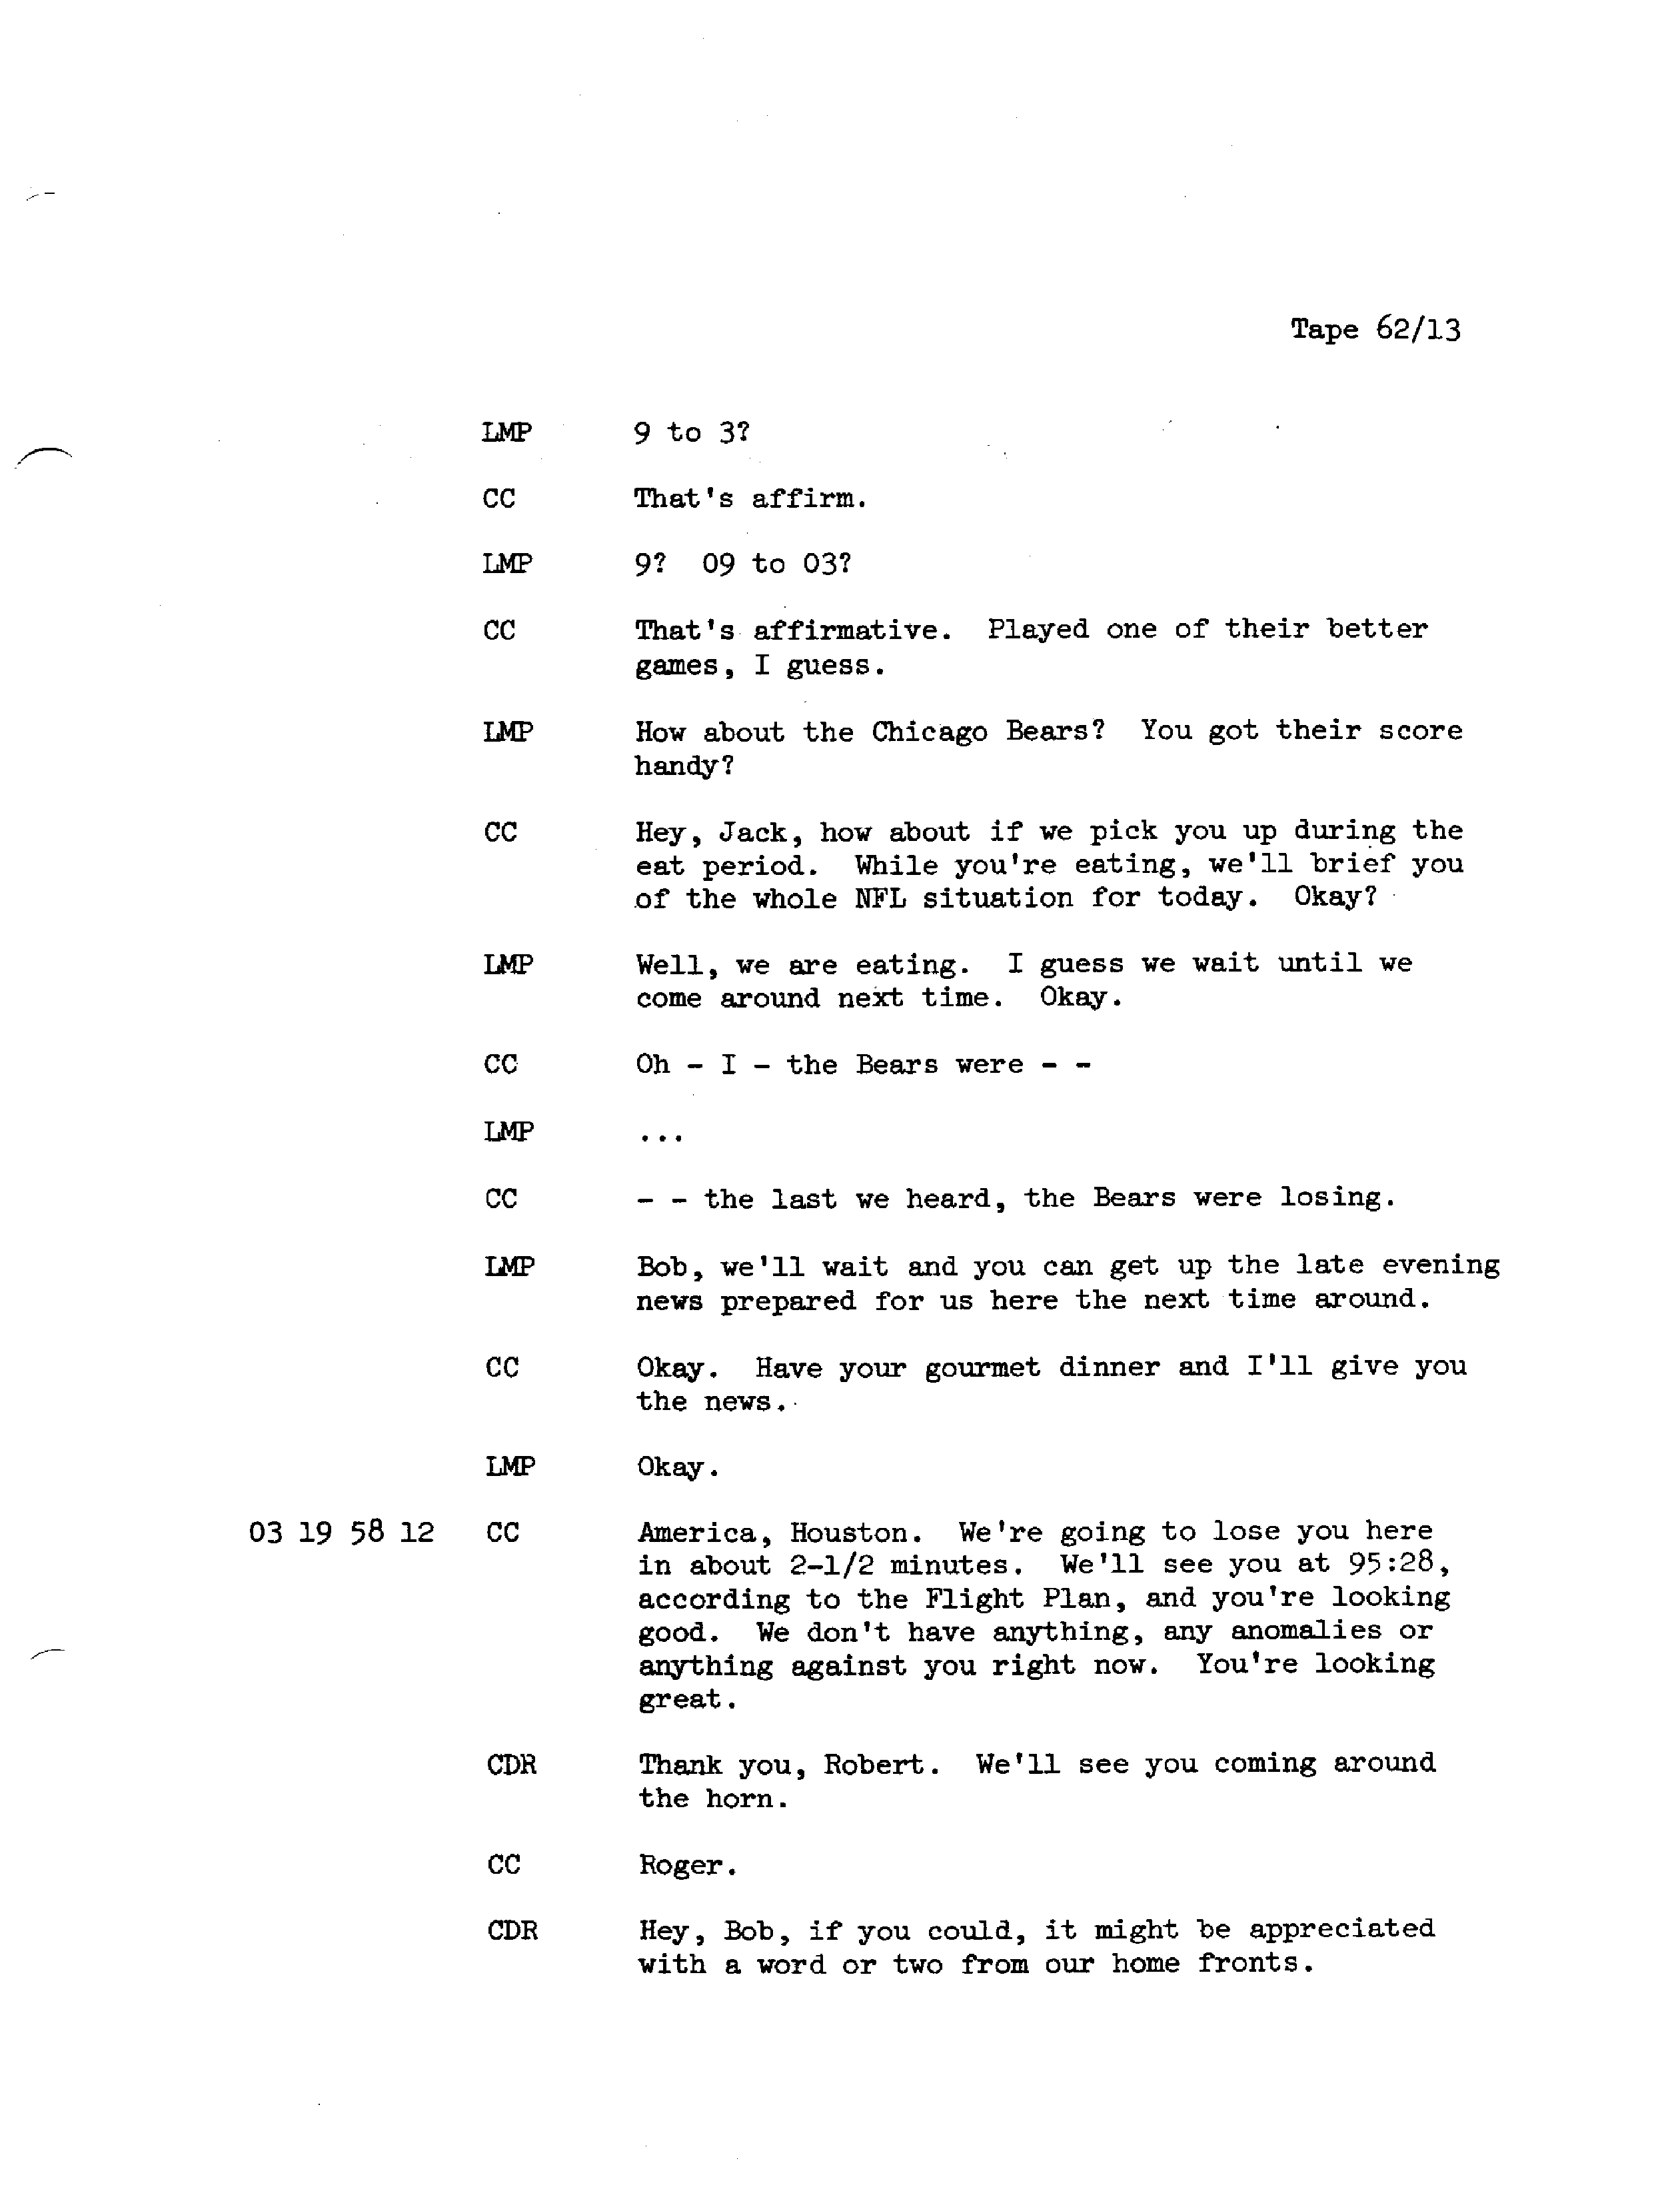 Tape 62/13
LMP 9 to 3?
CC That's affirm.
LMP 9? 09 to 03?
CC That's affirmative. Played one of their better
games, I guess.
LMP How about the Chicago Bears? You got their score
handy?
CC Hey, Jack, how about if we pick you up during the
eat period. While you're eating, we'll brief you
of the whole NFL situation for today. Okay?
LMP Well, we are eating. I guess we wait until we
come around next time. Okay.
CC Oh - I - the Bears were - -
LMP ...
CC - - the last we heard, the Bears were losing.
LMP Bob, we'll wait and you can get up the late evening
news prepared for us here the next time around.
CC Okay. Have your gourmet dinner and I'll give you
the news.
LMP Okay.
03 19 58 12 CC America, Houston. We're going to lose you here
in about 2-1/2 minutes. We'll see you at 95:28,
according to the Flight Plan, and you're looking
good. We don't have anything, any anomalies or
anything against you right now. You're looking
great.
CDR Thank you, Robert. We'll see you coming around
the horn.
CC Roger.
CDR Hey, Bob, if you could, it might be appreciated
with a word or two from our home fronts.